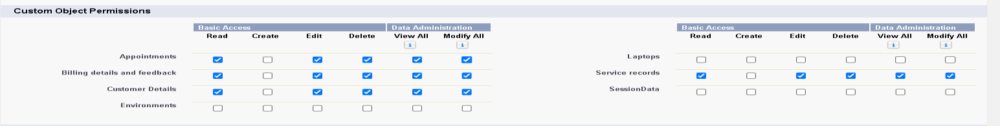 Custom Object Permissions
Basic Access Data Administration
Read Create Edit Delete View All Modify All
i i
Appointments
Billing details and feedback
Customer Details
Environments
Basic Access Data Administration
Read Create Edit Delete View All Modify All
i i
Laptops
Service records
SessionData